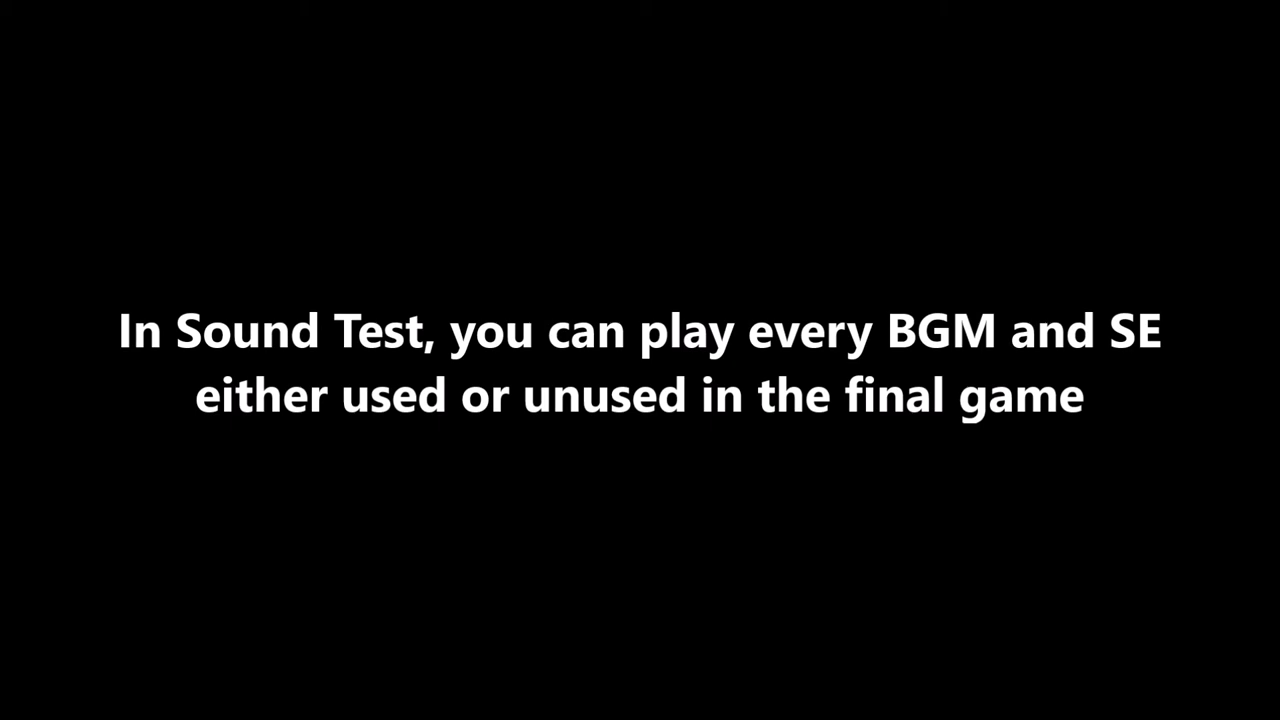 In Sound Test, you can play every BGM and SE
either used or unused in the final game